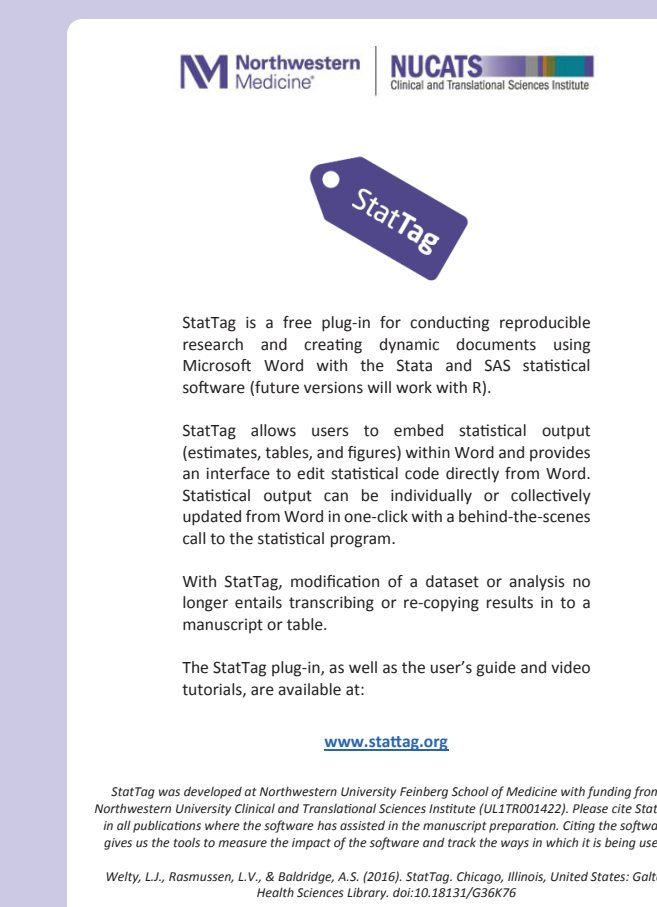 Northwestern
Medicine®
NUCATS
Clinical and Translational Sciences Institute
StatTag
StatTag is a free plug-in for conducting reproducible
research and creating dynamic documents using
Microsoft Word with the Stata and SAS statistical
software (future versions will work with R).
StatTag allows users to embed statistical output
(estimates, tables, and figures) within Word and provides
an interface to edit statistical code directly from Word.
Statistical output can be individually or collectively
updated from Word in one-click with a behind-the-scenes
call to the statistical program.
With StatTag, modification of a dataset or analysis no
longer entails transcribing or re-copying results in to a
manuscript or table.
The StatTag plug-in, as well as the user's guide and video
tutorials, are available at:
www.stattag.org
StatTag was developed at Northwestern University Feinberg School of Medicine with funding from
Northwestern University Clinical and Translational Sciences Institute (UL1TR001422). Please cite Stat
in all publications where the software has assisted in the manuscript preparation. Citing the softwa
gives us the tools to measure the impact of the software and track the ways in which it is being use
Welty, L.J., Rasmussen, L.V., & Baldridge, A.S. (2016). StatTag. Chicago, Illinois, United States: Galt
Health Sciences Library. doi:10.18131/G36K76